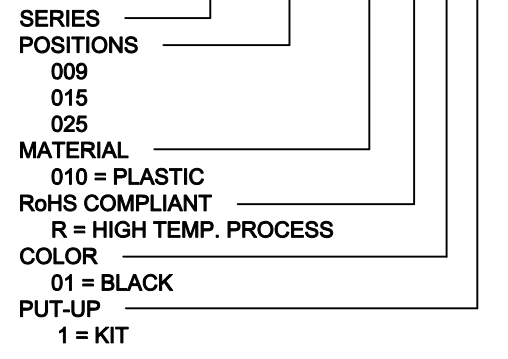 SERIES
POSITIONS
009
015
025
MATERIAL
010 = PLASTIC
RoHS COMPLIANT
R = HIGH TEMP. PROCESS
COLOR
01 = BLACK
PUT-UP
1 = KIT